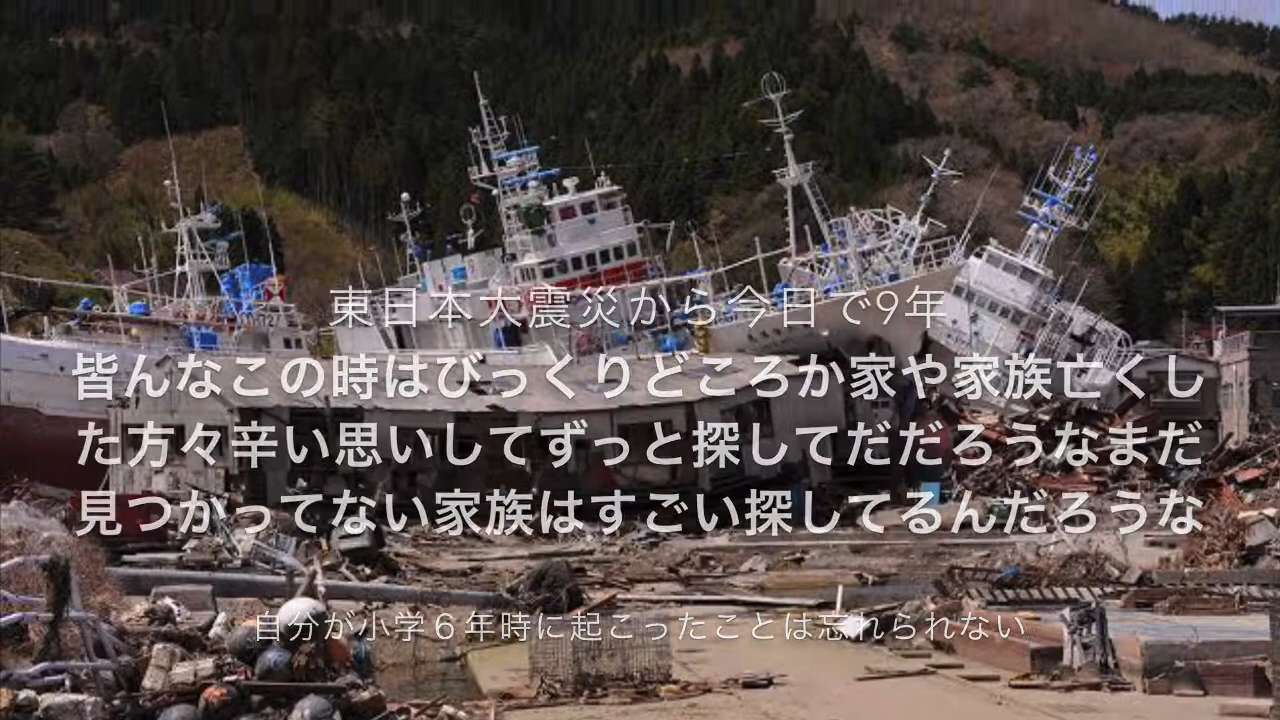 東日本大震災から今日で9年
皆んなこの時はびっくりどころか家や家族亡くし
た方々辛い思いしてずっと探してだだろうなまだ
見つかってない家族はすごい探してるんだろうな
自分が小学６年時に起こったことは忘れられない